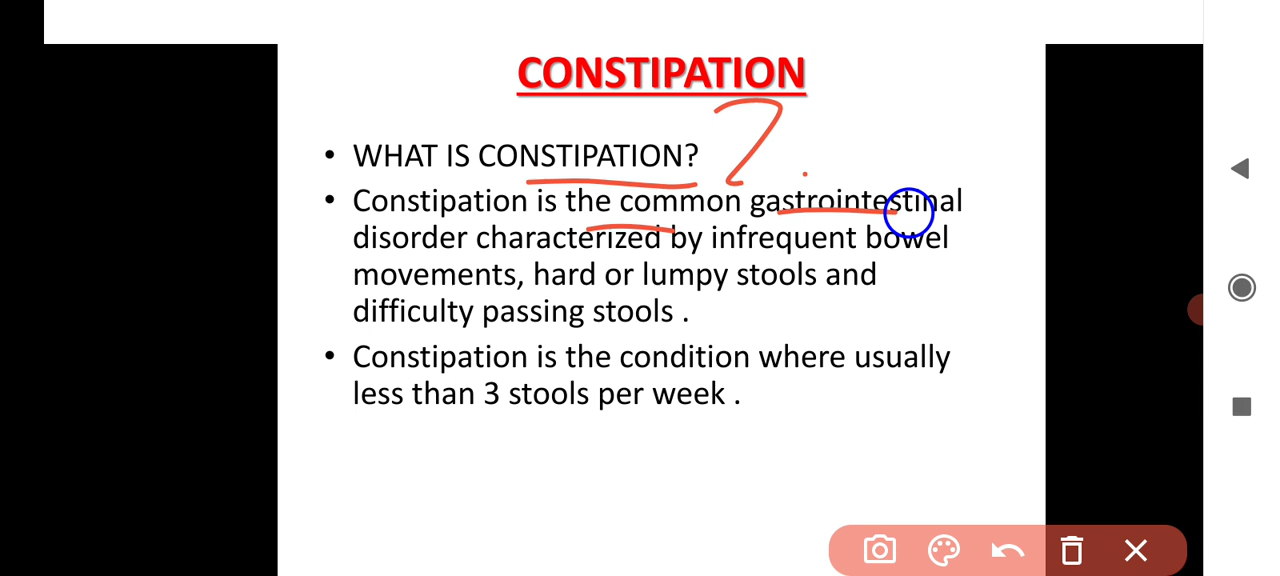 CONSTIPATION
• WHAT IS CONSTIPATION? ?
• Constipation is the common gastrointestinal
disorder characterized by infrequent bowel
movements, hard or lumpy stools and
difficulty passing stools .
• Constipation is the condition where usually
less than 3 stools per week .